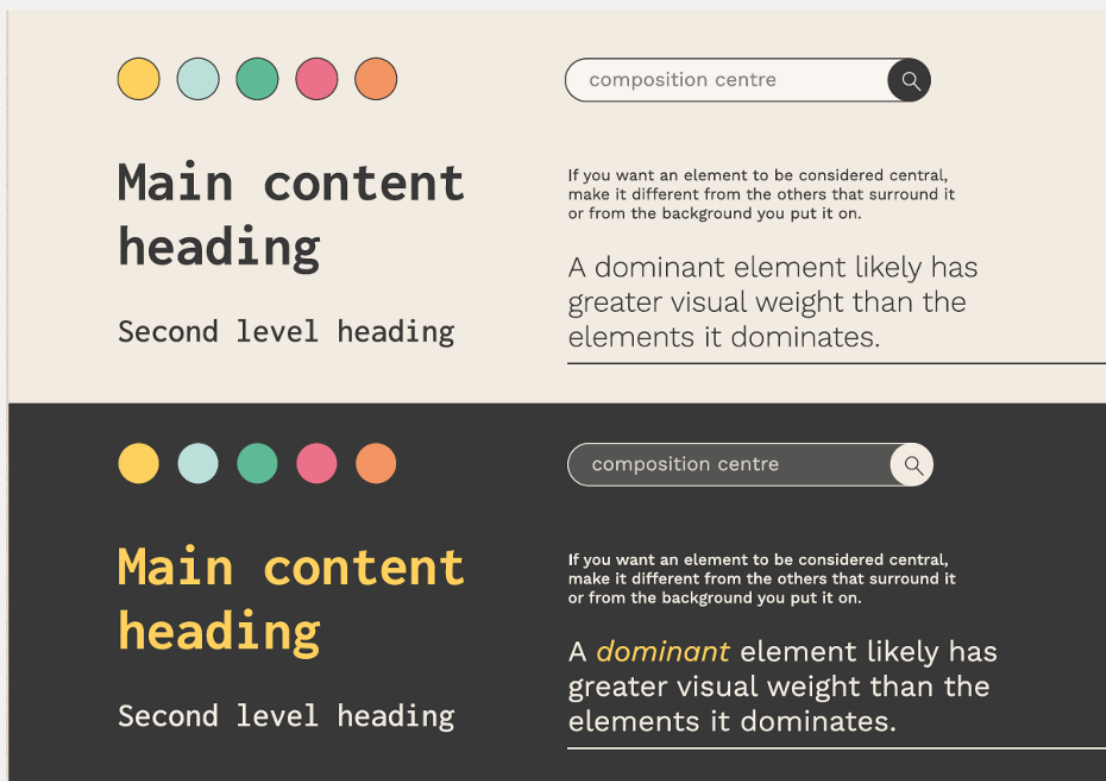 composition centre
Main content
heading
Second level heading
If you want an element to be considered central,
make it different from the others that surround it
or from the background you put it on.
A dominant element likely has
greater visual weight than the
elements it dominates.
composition centre
Main content
heading
Second level heading
If you want an element to be considered central,
make it different from the others that surround it
or from the background you put it on.
A dominant element likely has
greater visual weight than the
elements it dominates.